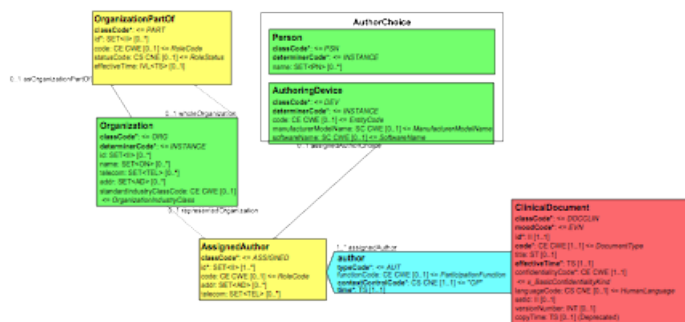 OrganizationPartOf
classCode*: <= PART
id*: SET<II> [0..*]
code: CE CWE [0..1] <= RoleCode
statusCode: CS CNE [0..1] <= RoleStatus
effectiveTime: IVL<TS> [0..1]
0..1 asOrganizationPartOf
0..1 wholeOrganization
Organization
classCode*: <= ORG
determinerCode*: <= INSTANCE
id: SET<II> [0..*]
name: SET<ON> [0..*]
telecom: SET<TEL> [0..*]
addr: SET<AD> [0..*]
standardIndustryClassCode: CE CWE [0..1]
<= OrganizationIndustryClass
0..1 representedOrganization
AuthorChoice
Person
classCode*: <= PSN
determinerCode*: <= INSTANCE
name: SET<PN> [0..*]
AuthoringDevice
classCode*: <= DEV
determinerCode*: <= INSTANCE
code: CE CWE [0..1] <= EntityCode
manufacturerModelName: SC CWE [0..1] <= ManufacturerModelName
softwareName: SC CWE [0..1] <= SoftwareName
0..1 assignedAuthorChoice
AssignedAuthor
classCode*: <= ASSIGNED
id*: SET<II> [1..*]
code: CE CWE [0..1] <= RoleCode
addr: SET<AD> [0..*]
telecom: SET<TEL> [0..*]
1..1 assignedAuthor
author
typeCode*: <= AUT
functionCode: CE CWE [0..1] <= ParticipationFunction
contextControlCode*: CS CNE [1..1] <= "OP"
time*: TS [1..1]
ClinicalDocument
classCode*: <= DOCCLIN
moodCode*: <= EVN
id*: II [1..1]
code*: CE CWE [1..1] <= DocumentType
title: ST [0..1]
effectiveTime*: TS [1..1]
confidentialityCode*: CE CWE [1..1]
<= x_BasicConfidentialityKind
languageCode: CS CNE [0..1] <= HumanLanguage
setId: II [0..1]
versionNumber: INT [0..1]
copyTime: TS [0..1] (Deprecated)